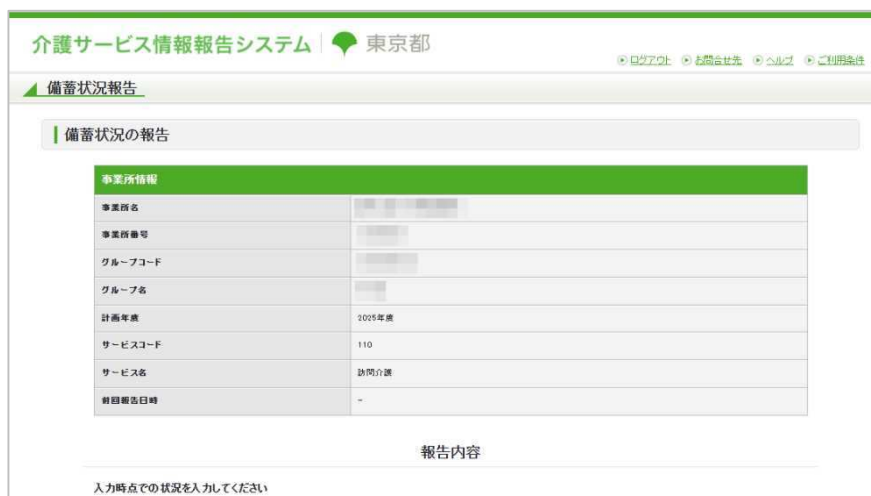 介護サービス情報報告システム 東京都
ログアウト お問合せ先 ヘルプ ご利用条件
備蓄状況報告
備蓄状況の報告
事業所情報
事業所名
事業所番号
グループコード
グループ名
計画年度 2025年度
サービスコード 110
サービス名 訪問介護
前回報告日時 -
報告内容
入力時点での状況を入力してください